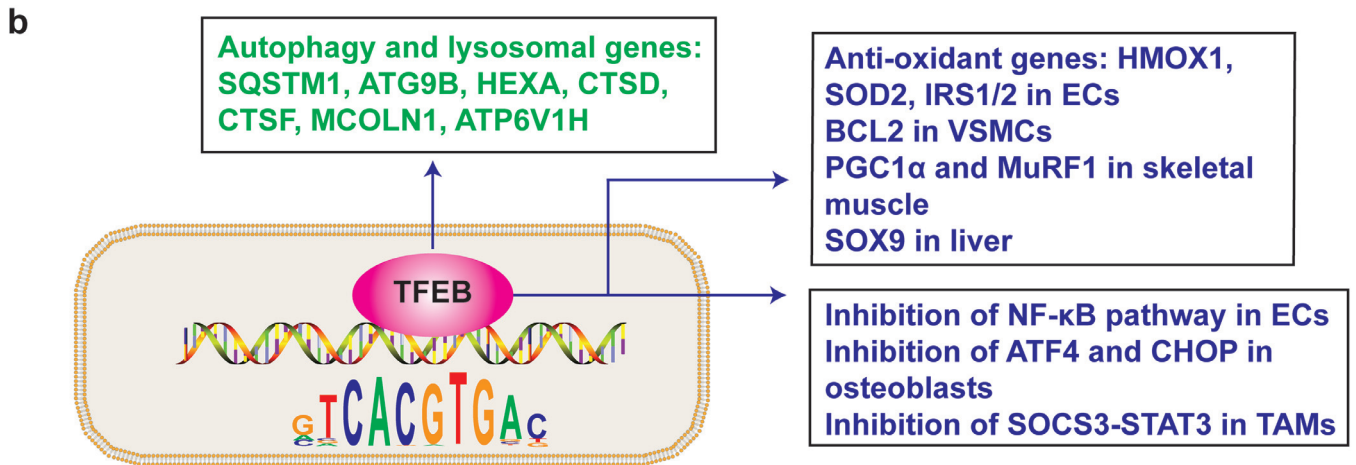 b
Autophagy and lysosomal genes:
SQSTM1, ATG9B, HEXA, CTSD,
CTSF, MCOLN1, ATP6V1H
Anti-oxidant genes: HMOX1,
SOD2, IRS1/2 in ECs
BCL2 in VSMCs
PGC1α and MuRF1 in skeletal
muscle
SOX9 in liver
TFEB
Inhibition of NF-κB pathway in ECs
Inhibition of ATF4 and CHOP in
osteoblasts
Inhibition of SOCS3-STAT3 in TAMs
GTCACGTGAC